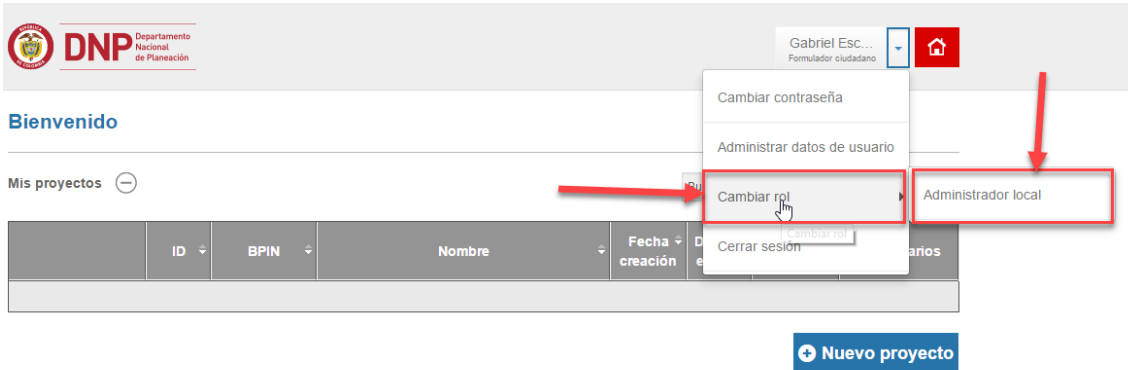 DNP
Departamento
Nacional
de Planeación
Gabriel Esc...
Formulador ciudadano
Cambiar contraseña
Bienvenido
Administrar datos de usuario
Mis proyectos
Cambiar rol
Administrador local
Cambiar rol
Cerrar sesión
ID
BPIN
Nombre
Fecha
creación
Nuevo proyecto